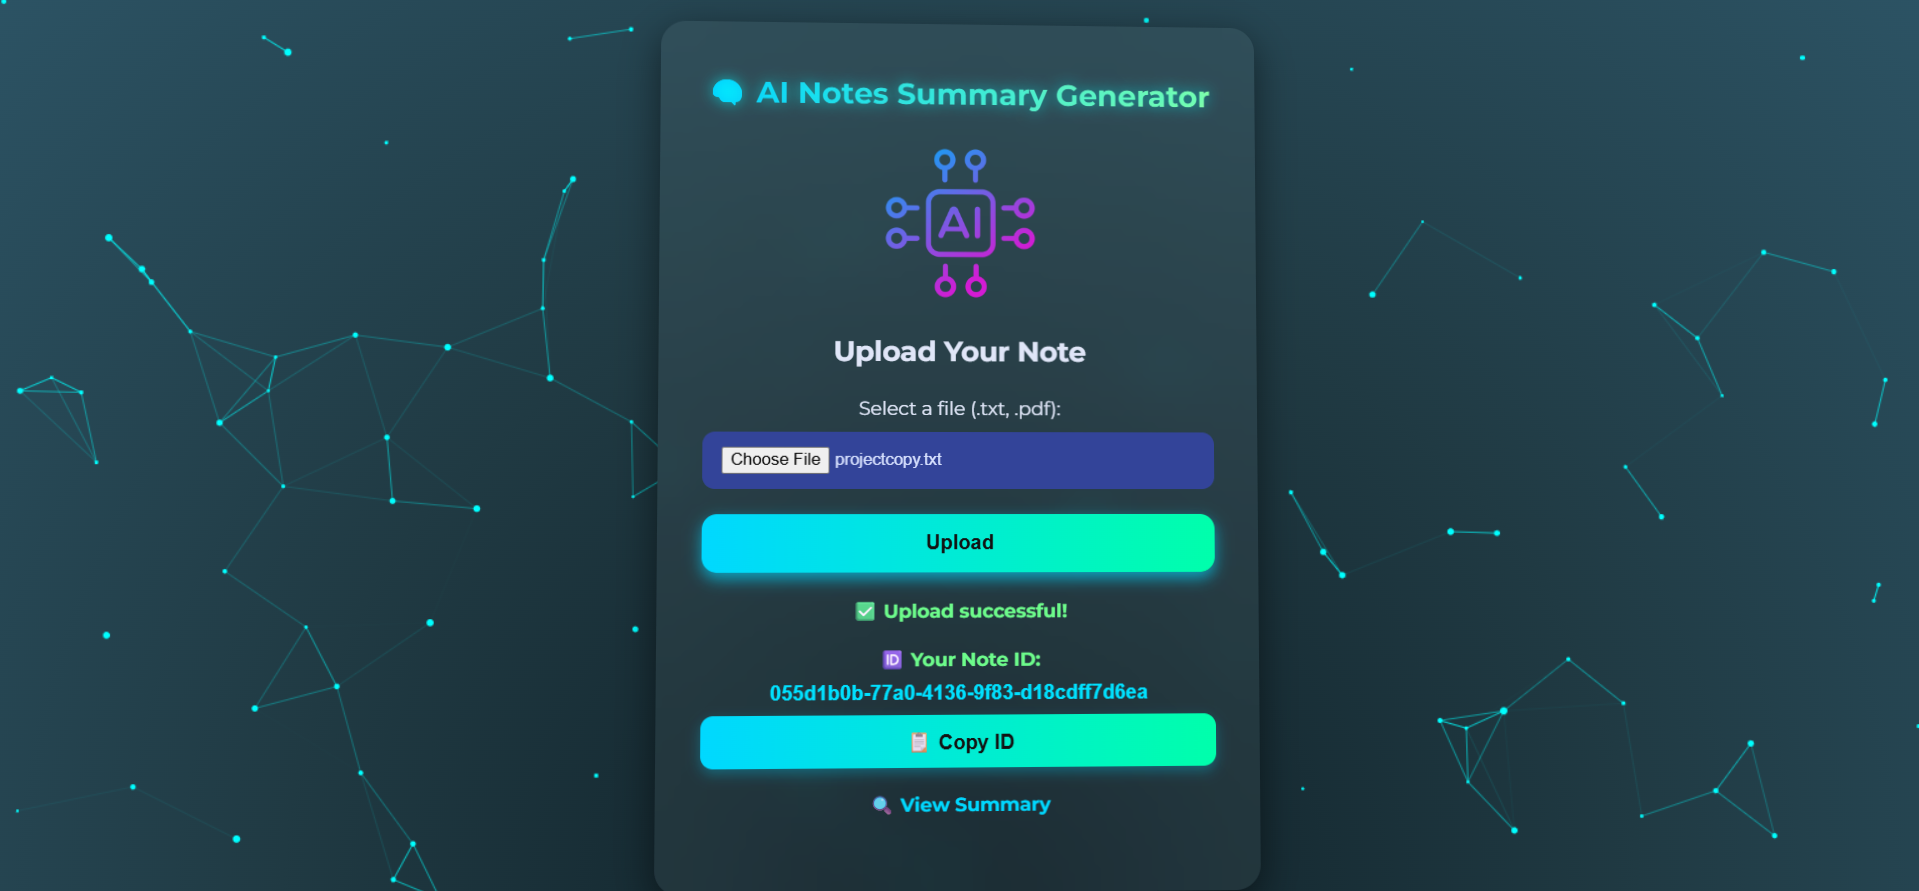 AI Notes Summary Generator
AI
Upload Your Note
Select a file (.txt, .pdf):
Choose File projectcopy.txt
Upload
✅ Upload successful!
🆔 Your Note ID:
055d1b0b-77a0-4136-9f83-d18cdff7d6ea
📋 Copy ID
🔍 View Summary